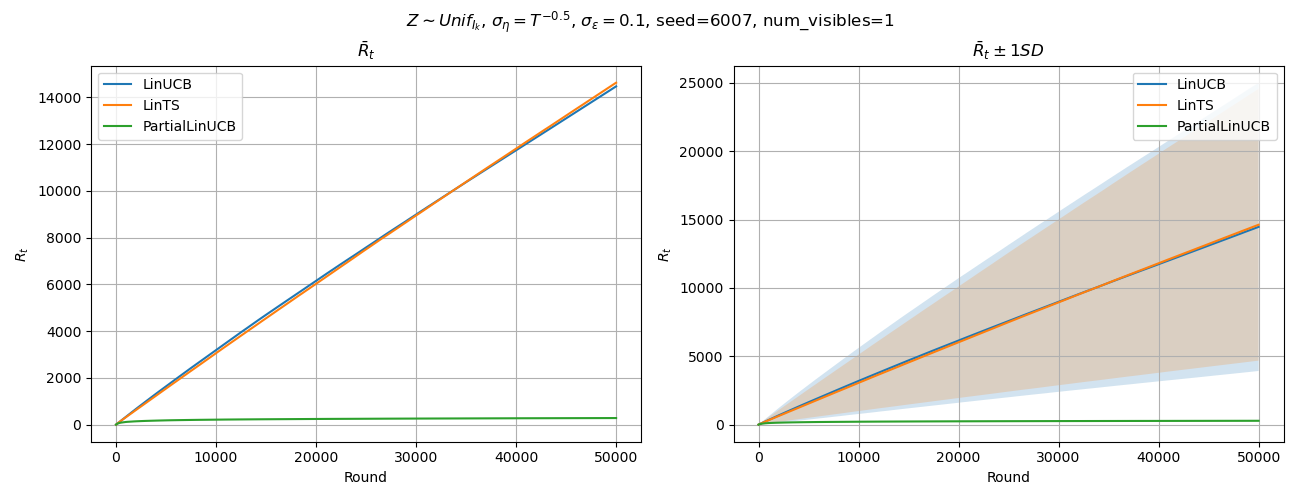 Z ∼ Unif_{I_k}, σ_η = T^{−0.5}, σ_ε = 0.1, seed=6007, num_visibles=1
R̄_t
14000
12000
10000
8000
6000
4000
2000
0
R_t
LinUCB
LinTS
PartialLinUCB
0 10000 20000 30000 40000 50000
Round
R̄_t ± 1SD
25000
20000
15000
10000
5000
0
R_t
LinUCB
LinTS
PartialLinUCB
0 10000 20000 30000 40000 50000
Round